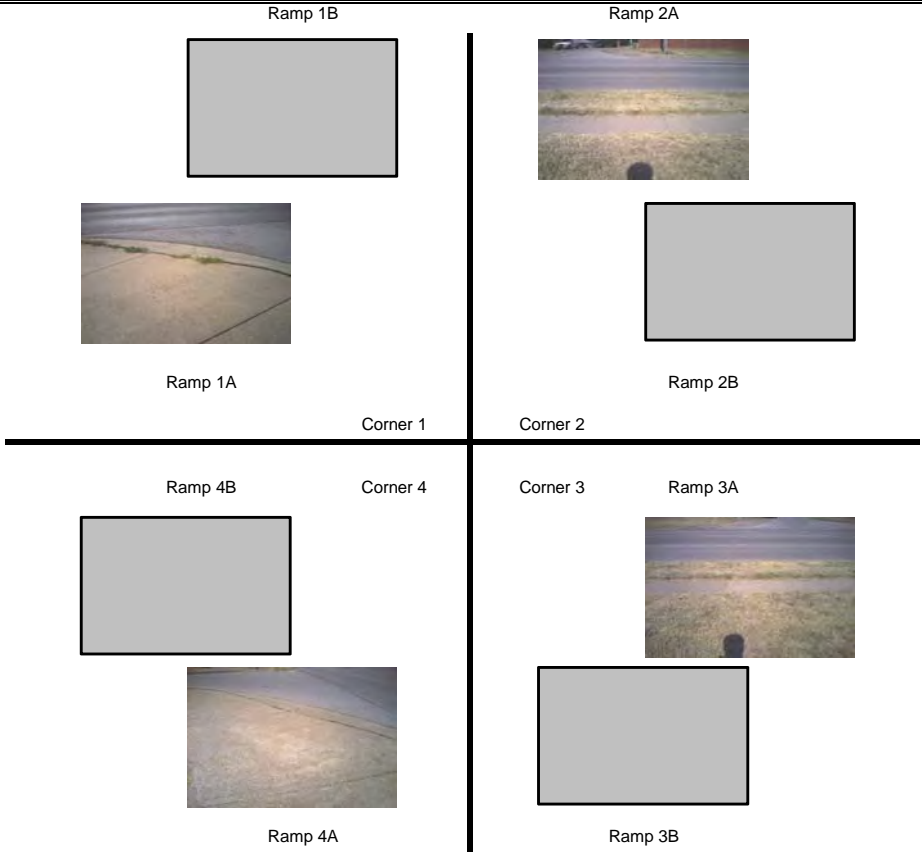 Ramp 1B
Ramp 2A
Ramp 1A
Ramp 2B
Corner 1
Corner 2
Ramp 4B
Corner 4
Corner 3
Ramp 3A
Ramp 4A
Ramp 3B